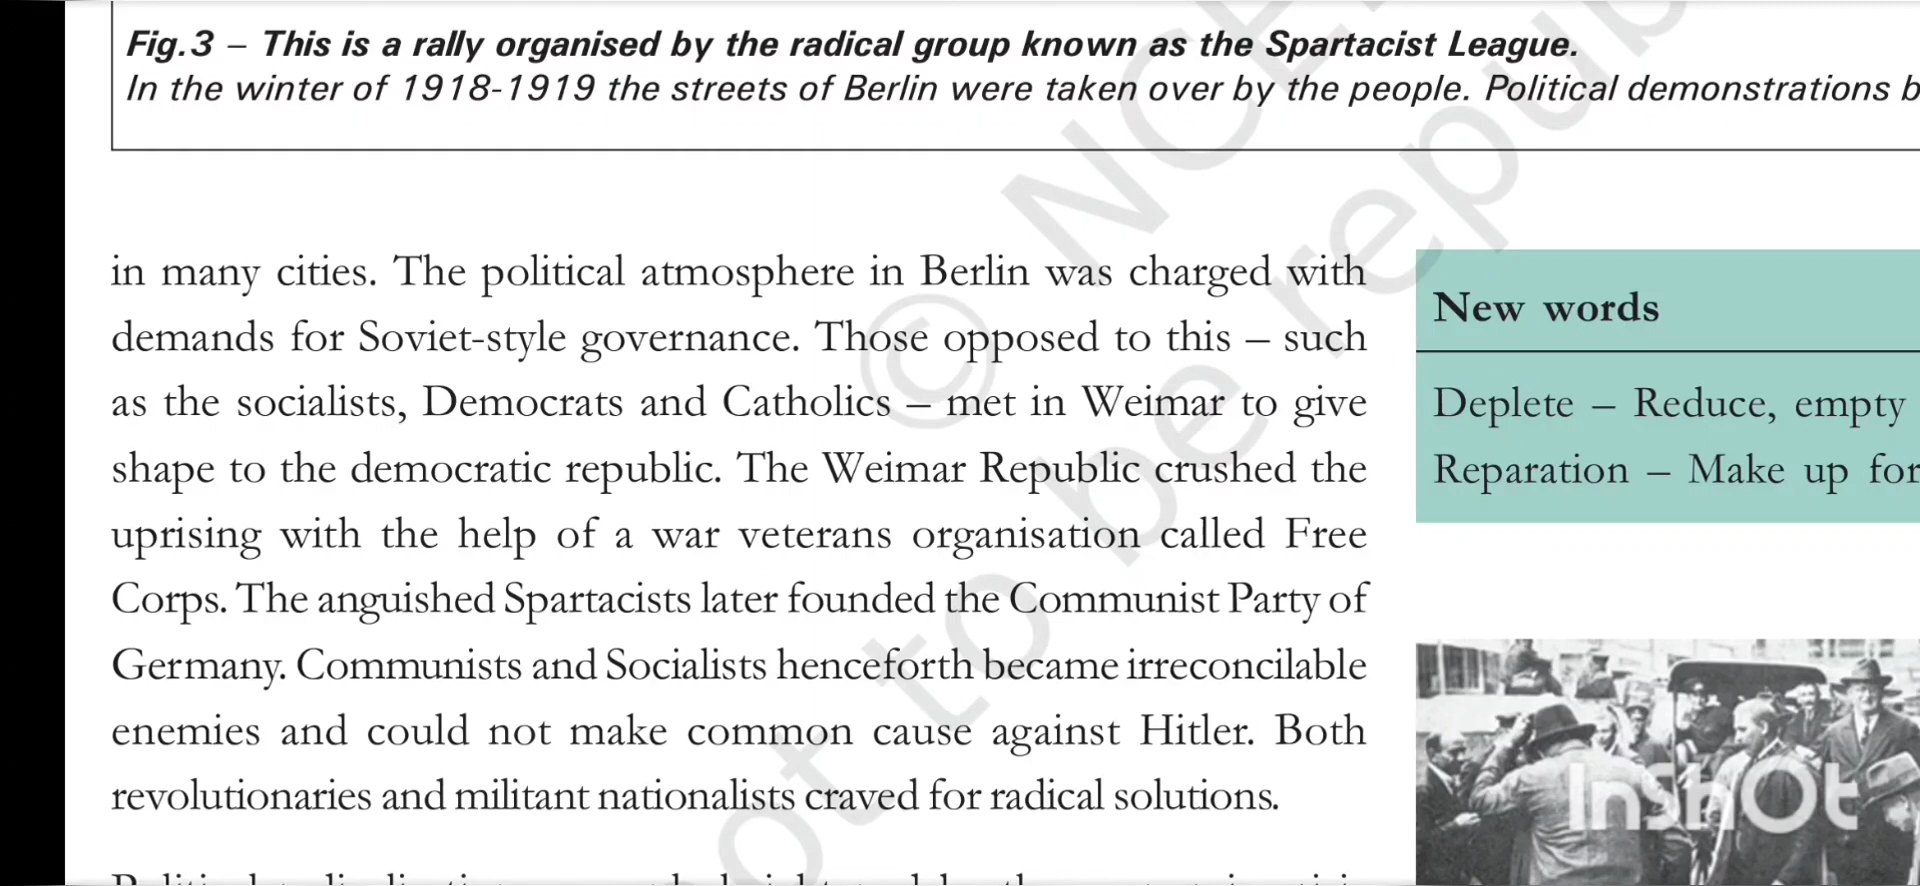 Fig.3 – This is a rally organised by the radical group known as the Spartacist League.
In the winter of 1918-1919 the streets of Berlin were taken over by the people. Political demonstrations
in many cities. The political atmosphere in Berlin was charged with
demands for Soviet-style governance. Those opposed to this – such
as the socialists, Democrats and Catholics – met in Weimar to give
shape to the democratic republic. The Weimar Republic crushed the
uprising with the help of a war veterans organisation called Free
Corps. The anguished Spartacists later founded the Communist Party of
Germany. Communists and Socialists henceforth became irreconcilable
enemies and could not make common cause against Hitler. Both
revolutionaries and militant nationalists craved for radical solutions.
New words
Deplete – Reduce, empty
Reparation – Make up for
© 
not to be
InShOt